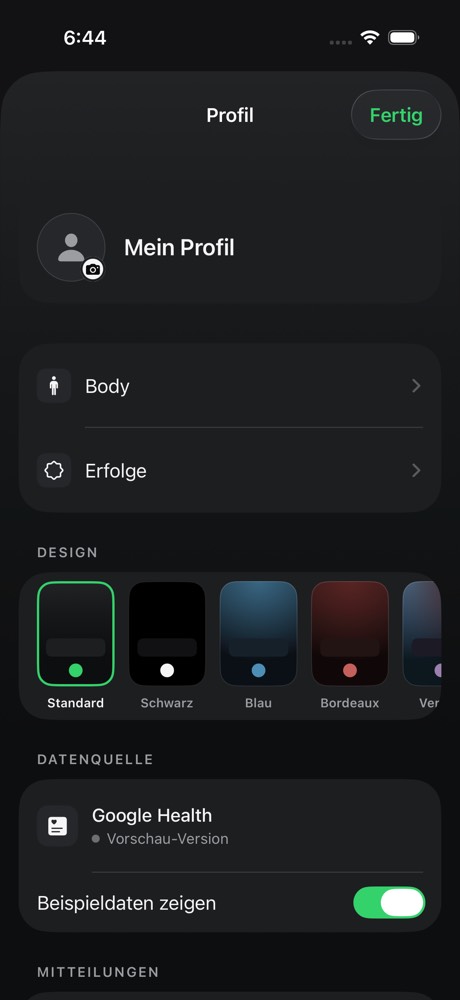 6:44
Profil
Fertig
Mein Profil
Body
Erfolge
DESIGN
Standard
Schwarz
Blau
Bordeaux
Ver
DATENQUELLE
Google Health
Vorschau-Version
Beispieldaten zeigen
MITTEILUNGEN